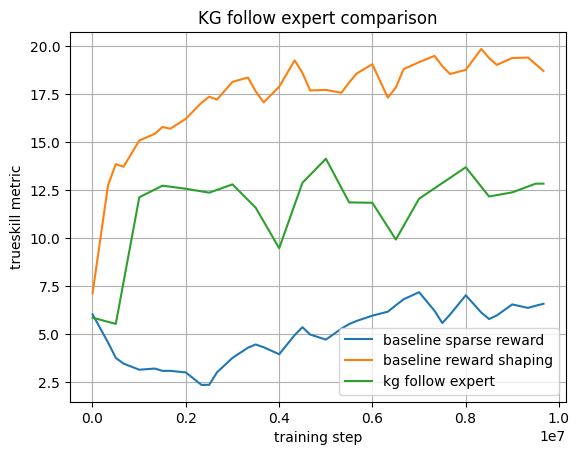 KG follow expert comparison
trueskill metric
20.0
17.5
15.0
12.5
10.0
7.5
5.0
2.5
baseline sparse reward
baseline reward shaping
kg follow expert
0.0 0.2 0.4 0.6 0.8 1.0
1e7
training step